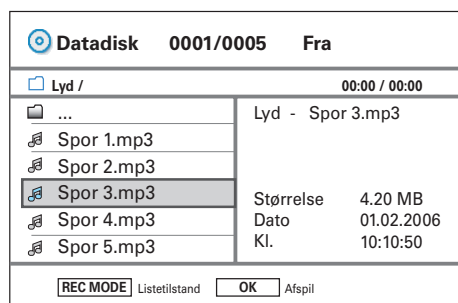 Datadisk 0001/0005 Fra
Lyd / 00:00 / 00:00
...
Spor 1.mp3
Spor 2.mp3
Spor 3.mp3
Spor 4.mp3
Spor 5.mp3
Lyd - Spor 3.mp3
Størrelse 4.20 MB
Dato 01.02.2006
Kl. 10:10:50
REC MODE Listetilstand OK Afspil